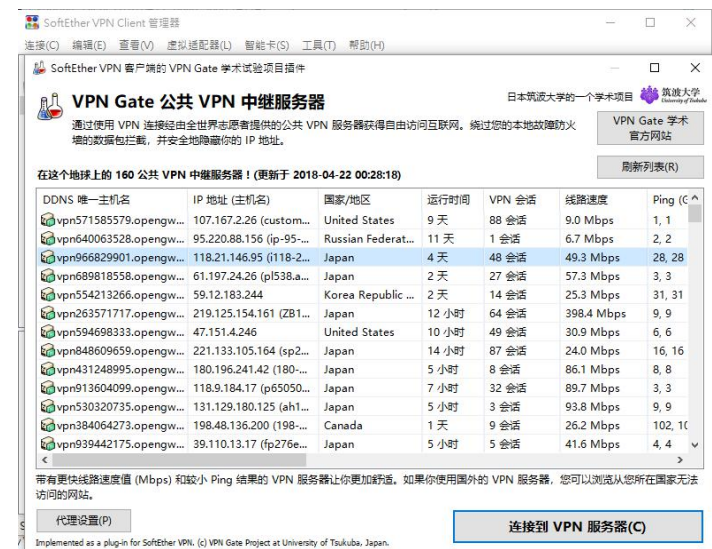 SoftEther VPN Client 管理器
连接(C) 编辑(E) 查看(V) 虚拟适配器(L) 智能卡(S) 工具(T) 帮助(H)
SoftEther VPN 客户端的 VPN Gate 学术试验项目插件
VPN Gate 公共 VPN 中继服务器
日本筑波大学的一个学术项目
筑波大学
University of Tsukuba
通过使用 VPN 连接经由全世界志愿者提供的公共 VPN 服务器获得自由访问互联网。绕过您的本地故障防火
墙的数据包拦截，并安全地隐藏你的 IP 地址。
VPN Gate 学术
官方网站
在这个地球上的 160 公共 VPN 中继服务器！(更新于 2018-04-22 00:28:18)
刷新列表(R)
DDNS 唯一主机名 IP 地址 (主机名) 国家/地区 运行时间 VPN 会话 线路速度 Ping (G
vpn571585579.opengw... 107.167.2.26 (custom... United States 9 天 88 会话 9.0 Mbps 1, 1
vpn640063528.opengw... 95.220.88.156 (ip-95-... Russian Federat... 11 天 1 会话 6.7 Mbps 2, 2
vpn966829901.opengw... 118.21.146.95 (i118-2... Japan 4 天 48 会话 49.3 Mbps 28, 28
vpn689818558.opengw... 61.197.24.26 (pl538.a... Japan 2 天 27 会话 57.3 Mbps 3, 3
vpn554213266.opengw... 59.12.183.244 Korea Republic ... 2 天 14 会话 25.3 Mbps 31, 31
vpn263571717.opengw... 219.125.154.161 (ZB1... Japan 12 小时 64 会话 398.4 Mbps 9, 9
vpn594698333.opengw... 47.151.4.246 United States 10 小时 49 会话 30.9 Mbps 6, 6
vpn848609659.opengw... 221.133.105.164 (sp2... Japan 14 小时 87 会话 24.0 Mbps 16, 16
vpn431248995.opengw... 180.196.241.42 (180-... Japan 5 小时 8 会话 86.1 Mbps 8, 8
vpn913604099.opengw... 118.9.184.17 (p65050... Japan 7 小时 32 会话 89.7 Mbps 3, 3
vpn530320735.opengw... 131.129.180.125 (ah1... Japan 5 小时 3 会话 93.8 Mbps 9, 9
vpn384064273.opengw... 198.48.136.200 (198-... Canada 1 天 9 会话 26.2 Mbps 102, 10
vpn939442175.opengw... 39.110.13.17 (fp276e... Japan 5 小时 5 会话 41.6 Mbps 4, 4
带有更快线路速度值 (Mbps) 和较小 Ping 结果的 VPN 服务器让你更加舒适。如果你使用国外的 VPN 服务器，您可以浏览从您所在国家无法
访问的网站。
代理设置(P)
连接到 VPN 服务器(C)
Implemented as a plug-in for SoftEther VPN. (c) VPN Gate Project at University of Tsukuba, Japan.